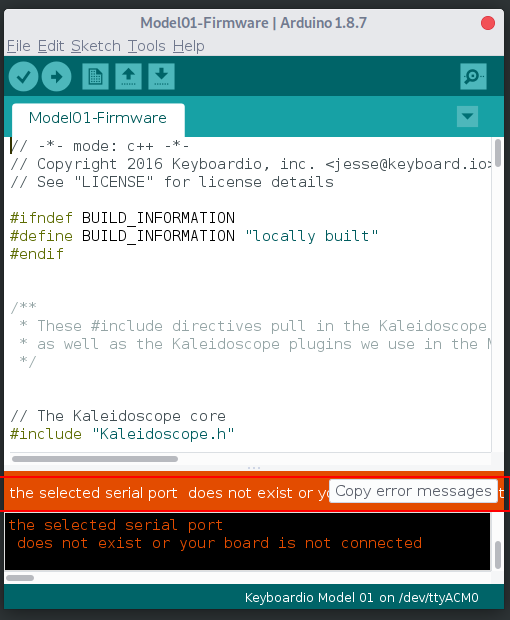 Model01-Firmware | Arduino 1.8.7
File Edit Sketch Tools Help
Model01-Firmware
// -*- mode: c++ -*-
// Copyright 2016 Keyboardio, inc. <jesse@keyboard.io>
// See "LICENSE" for license details
#ifndef BUILD_INFORMATION
#define BUILD_INFORMATION "locally built"
#endif
/**
* These #include directives pull in the Kaleidoscope
* as well as the Kaleidoscope plugins we use in the
*/
// The Kaleidoscope core
#include "Kaleidoscope.h"
the selected serial port does not exist or
Copy error messages
the selected serial port
does not exist or your board is not connected
Keyboardio Model 01 on /dev/ttyACM0